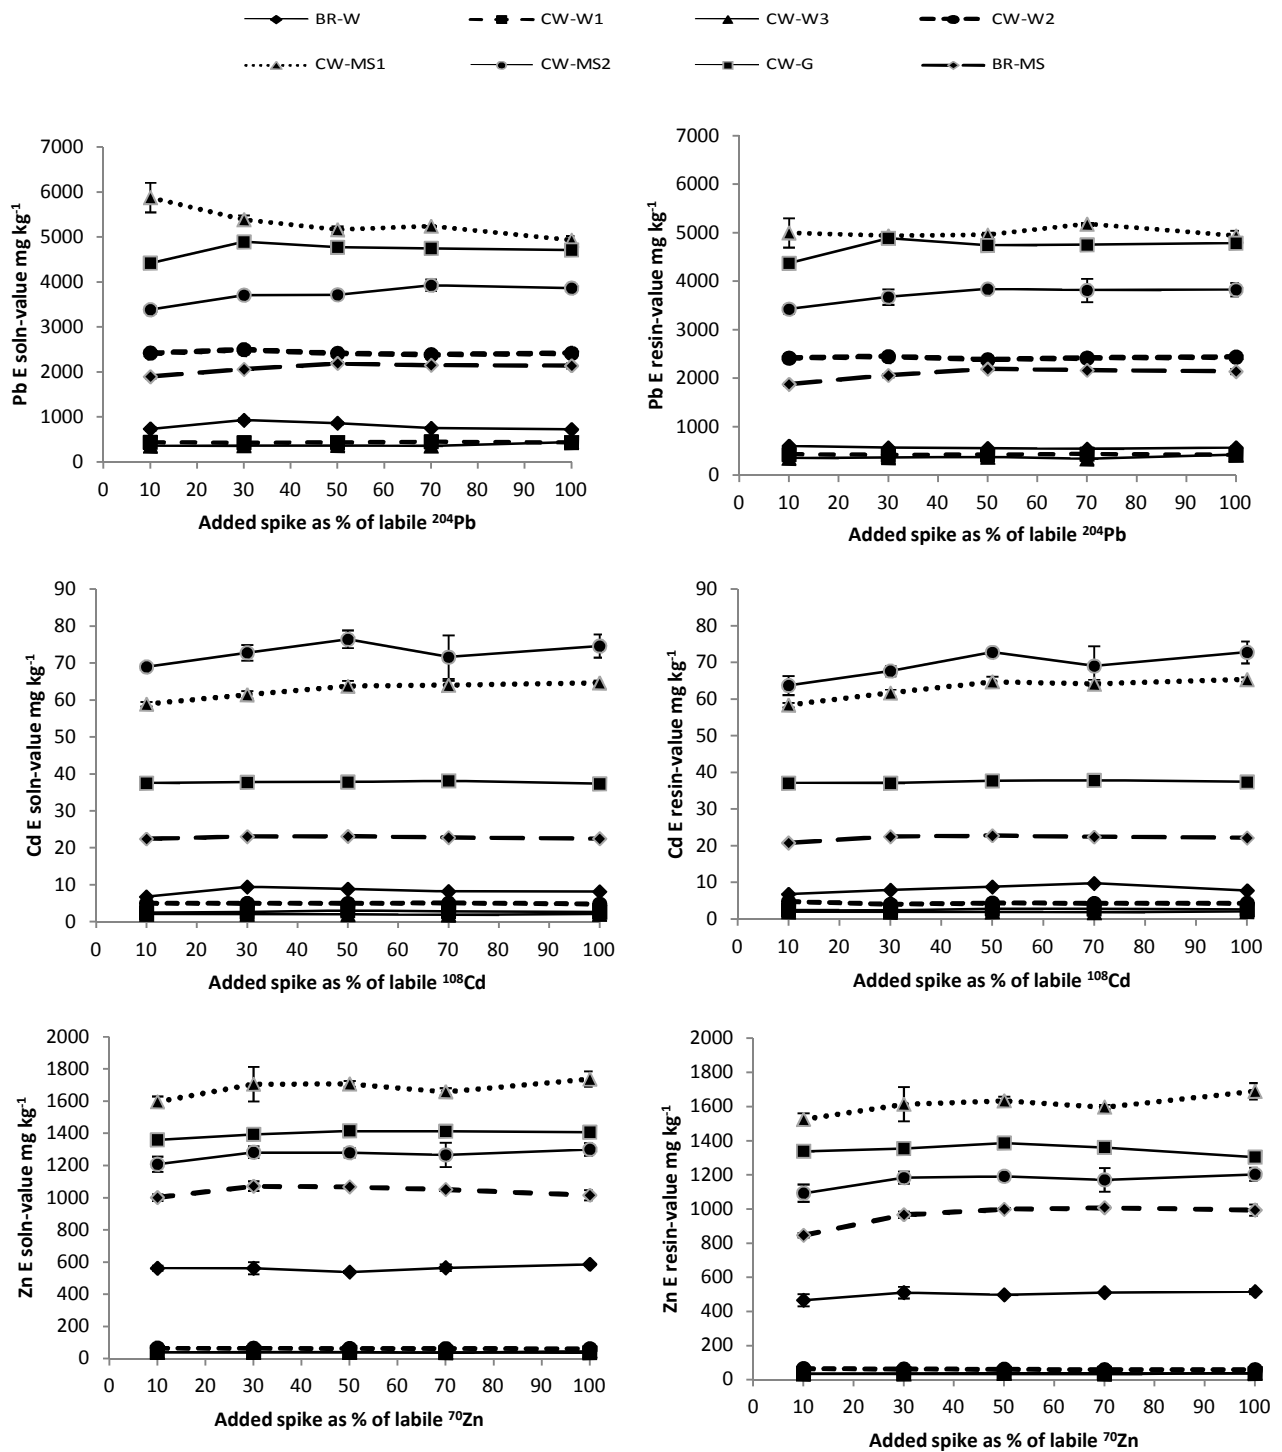 BR-W CW-W1 CW-W3 CW-W2
CW-MS1 CW-MS2 CW-G BR-MS
Pb E soln-value mg kg⁻¹
7000
6000
5000
4000
3000
2000
1000
0
0 10 20 30 40 50 60 70 80 90 100
Added spike as % of labile ²⁰⁴Pb
Pb E resin-value mg kg⁻¹
7000
6000
5000
4000
3000
2000
1000
0
0 10 20 30 40 50 60 70 80 90 100
Added spike as % of labile ²⁰⁴Pb
Cd E soln-value mg kg⁻¹
90
80
70
60
50
40
30
20
10
0
0 10 20 30 40 50 60 70 80 90 100
Added spike as % of labile ¹⁰⁸Cd
Cd E resin-value mg kg⁻¹
90
80
70
60
50
40
30
20
10
0
0 10 20 30 40 50 60 70 80 90 100
Added spike as % of labile ¹⁰⁸Cd
Zn E soln-value mg kg⁻¹
2000
1800
1600
1400
1200
1000
800
600
400
200
0
0 10 20 30 40 50 60 70 80 90 100
Added spike as % of labile ⁷⁰Zn
Zn E resin-value mg kg⁻¹
2000
1800
1600
1400
1200
1000
800
600
400
200
0
0 10 20 30 40 50 60 70 80 90 100
Added spike as % of labile ⁷⁰Zn